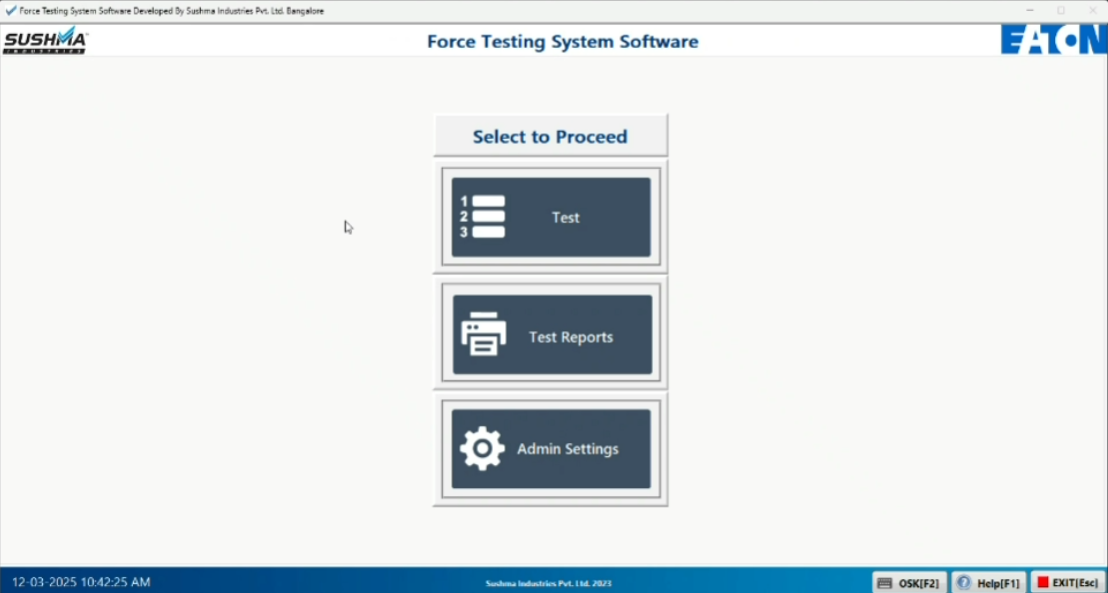 Force Testing System Software Developed By Sushma Industries Pvt. Ltd. Bangalore
SUSHMA
INDUSTRIES
Force Testing System Software
EATON
Select to Proceed
1
2
3
Test
Test Reports
Admin Settings
12-03-2025 10:42:25 AM
Sushma Industries Pvt. Ltd. 2023
OSK[F2]
? Help[F1]
EXIT[Esc]